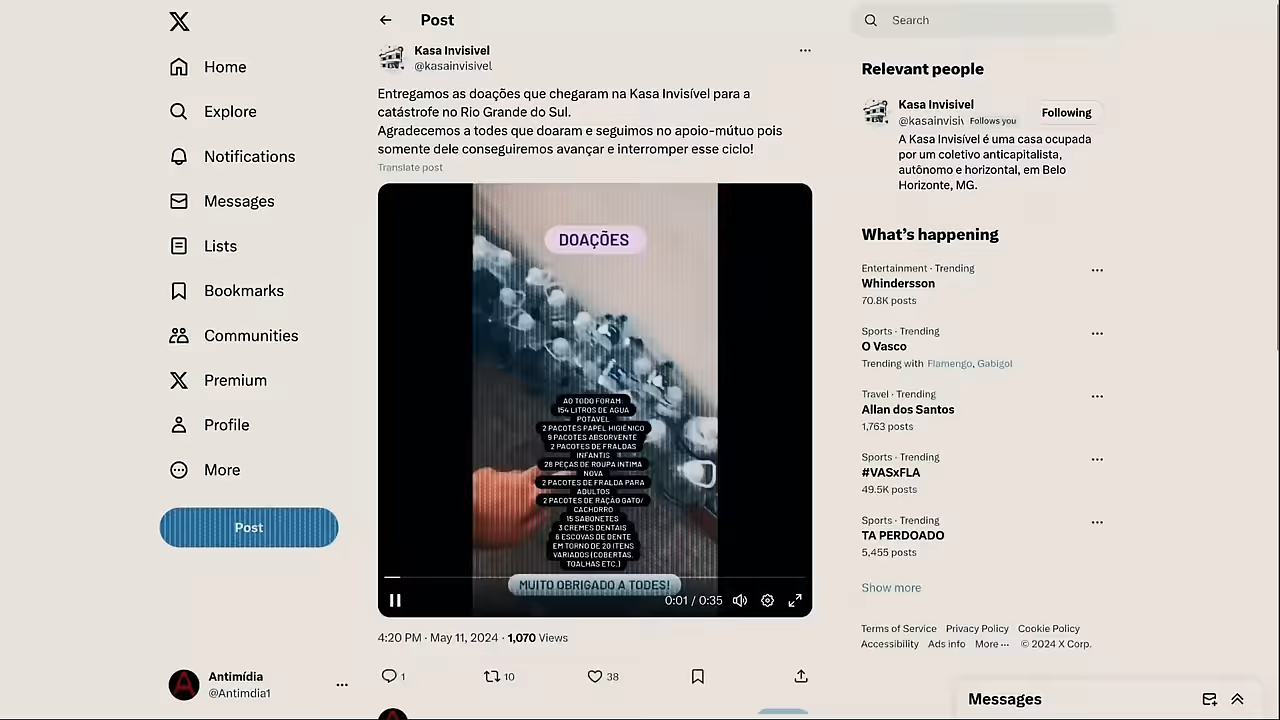 Home
Explore
Notifications
Messages
Lists
Bookmarks
Communities
Premium
Profile
More
Post
Antimídia
@Antimdia1
Post
Kasa Invisivel
@kasainvisivel
Entregamos as doações que chegaram na Kasa Invisível para a
catástrofe no Rio Grande do Sul.
Agradecemos a todes que doaram e seguimos no apoio-mútuo pois
somente dele conseguiremos avançar e interromper esse ciclo!
Translate post
DOAÇÕES
AO TODO FORAM:
154 LITROS DE AGUA
POTAVEL
2 PACOTES PAPEL HIGIÊNICO
9 PACOTES ABSORVENTE
2 PACOTES DE FRALDAS
INFANTIS
28 PEÇAS DE ROUPA INTIMA
NOVA
2 PACOTES DE FRALDA PARA
ADULTOS
2 PACOTES DE RAÇÃO GATO/
CACHORRO
15 SABONETES
3 CREMES DENTAIS
6 ESCOVAS DE DENTE
EM TORNO DE 20 ITENS
VARIADOS (COBERTAS,
TOALHAS ETC.)
MUITO OBRIGADO A TODES!
0:01 / 0:35
4:20 PM · May 11, 2024 · 1,070 Views
1 10 38
Search
Relevant people
Kasa Invisivel
@kasainvisiv Follows you
Following
A Kasa Invisível é uma casa ocupada
por um coletivo anticapitalista,
autônomo e horizontal, em Belo
Horizonte, MG.
What's happening
Entertainment · Trending
Whindersson
70.8K posts
Sports · Trending
O Vasco
Trending with Flamengo, Gabigol
Travel · Trending
Allan dos Santos
1,763 posts
Sports · Trending
#VASxFLA
49.5K posts
Sports · Trending
TA PERDOADO
5,455 posts
Show more
Terms of Service Privacy Policy Cookie Policy
Accessibility Ads info More ··· © 2024 X Corp.
Messages